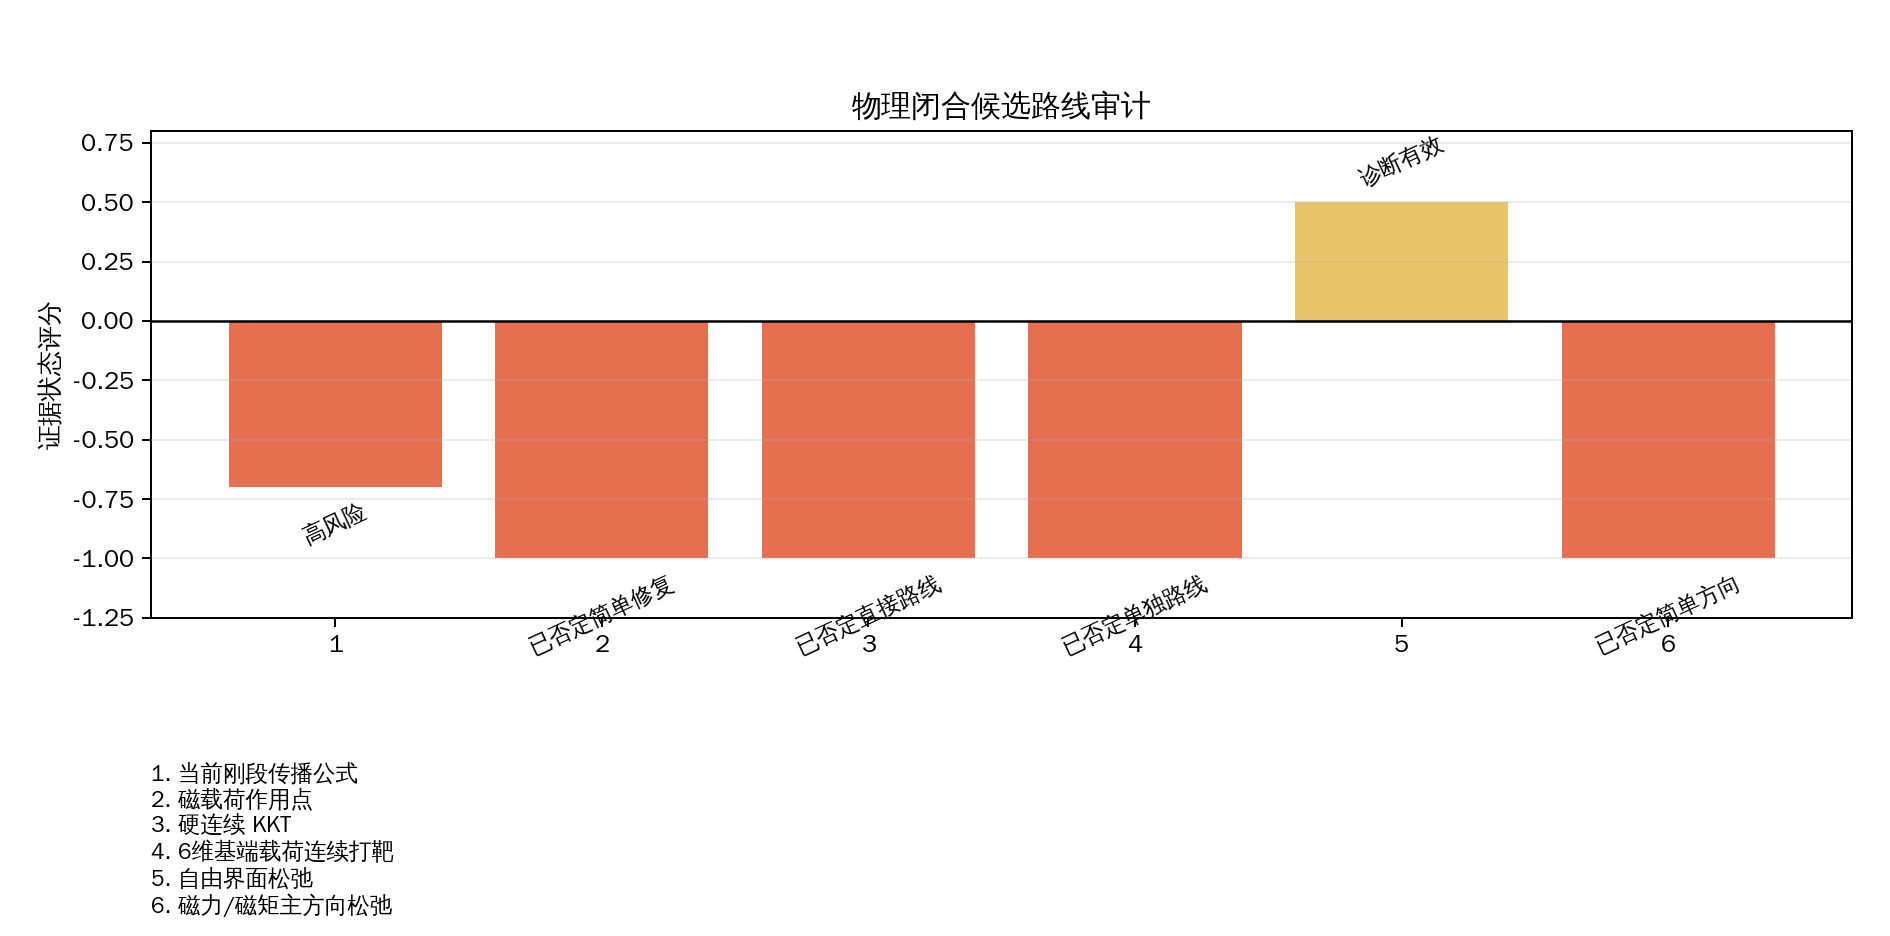 物理闭合候选路线审计
证据状态评分
0.75
0.50
0.25
0.00
-0.25
-0.50
-0.75
-1.00
-1.25
诊断有效
高风险
已否定简单修复
已否定直接路线
已否定单独路线
已否定简单方向
1 2 3 4 5 6
1. 当前刚段传播公式
2. 磁载荷作用点
3. 硬连续 KKT
4. 6维基端载荷连续打靶
5. 自由界面松弛
6. 磁力/磁矩主方向松弛